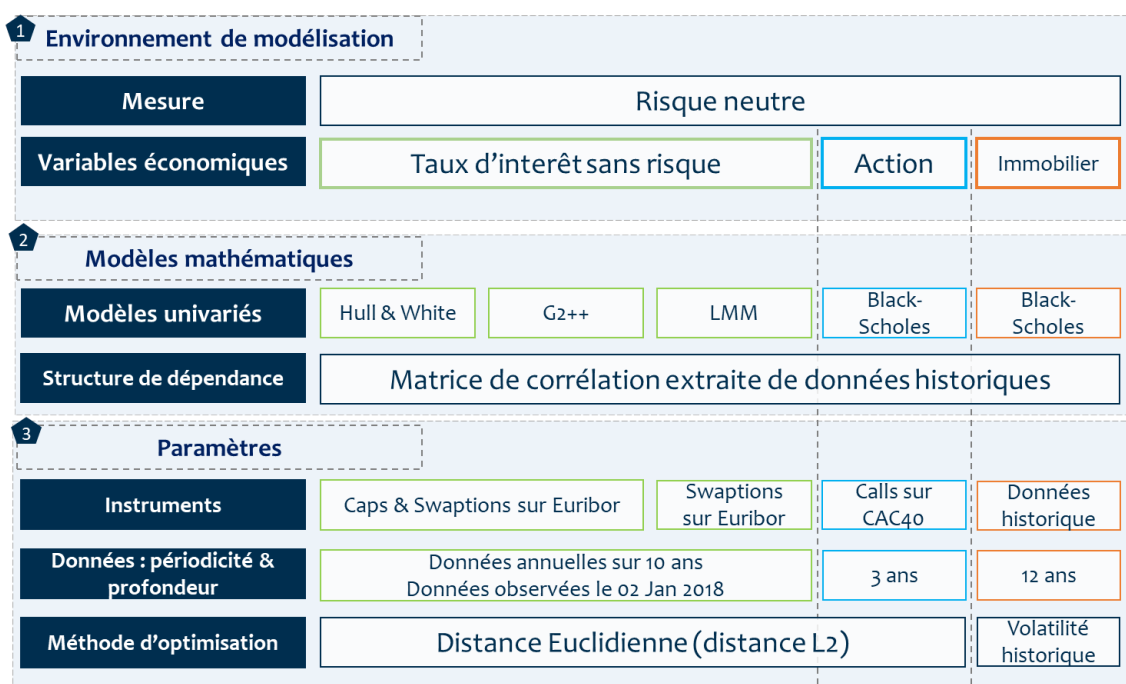 1
Environnement de modélisation
Mesure
Risque neutre
Variables économiques
Taux d'interêt sans risque
Action
Immobilier
2
Modèles mathématiques
Modèles univariés
Hull & White
G2++
LMM
Black-
Scholes
Black-
Scholes
Structure de dépendance
Matrice de corrélation extraite de données historiques
3
Paramètres
Instruments
Caps & Swaptions sur Euribor
Swaptions
sur Euribor
Calls sur
CAC40
Données
historique
Données : périodicité &
profondeur
Données annuelles sur 10 ans
Données observées le 02 Jan 2018
3 ans
12 ans
Méthode d'optimisation
Distance Euclidienne (distance L2)
Volatilité
historique